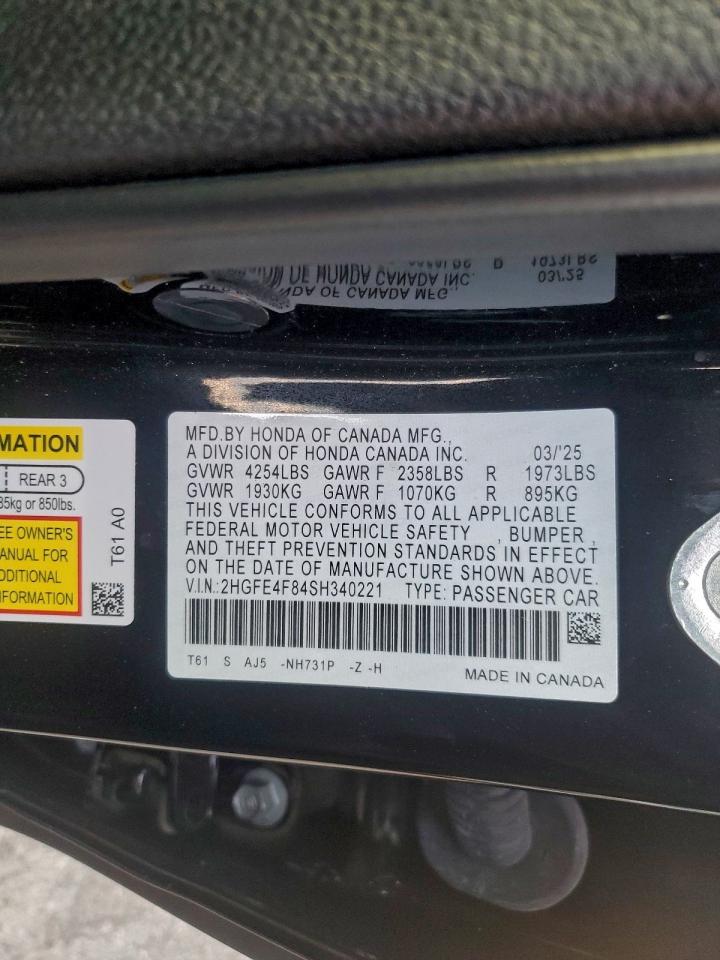 MFD.BY HONDA OF CANADA MFG.,
A DIVISION OF HONDA CANADA INC. 03/'25
GVWR 4254LBS GAWR F 2358LBS R 1973LBS
GVWR 1930KG GAWR F 1070KG R 895KG
THIS VEHICLE CONFORMS TO ALL APPLICABLE
FEDERAL MOTOR VEHICLE SAFETY , BUMPER ,
AND THEFT PREVENTION STANDARDS IN EFFECT
ON THE DATE OF MANUFACTURE SHOWN ABOVE.
V.I.N.:2HGFE4F84SH340221 TYPE: PASSENGER CAR
T61 S AJ5 -NH731P -Z -H
MADE IN CANADA
MATION
REAR 3
85kg or 850lbs.
EE OWNER'S
ANUAL FOR
DDITIONAL
NFORMATION
T61 A0